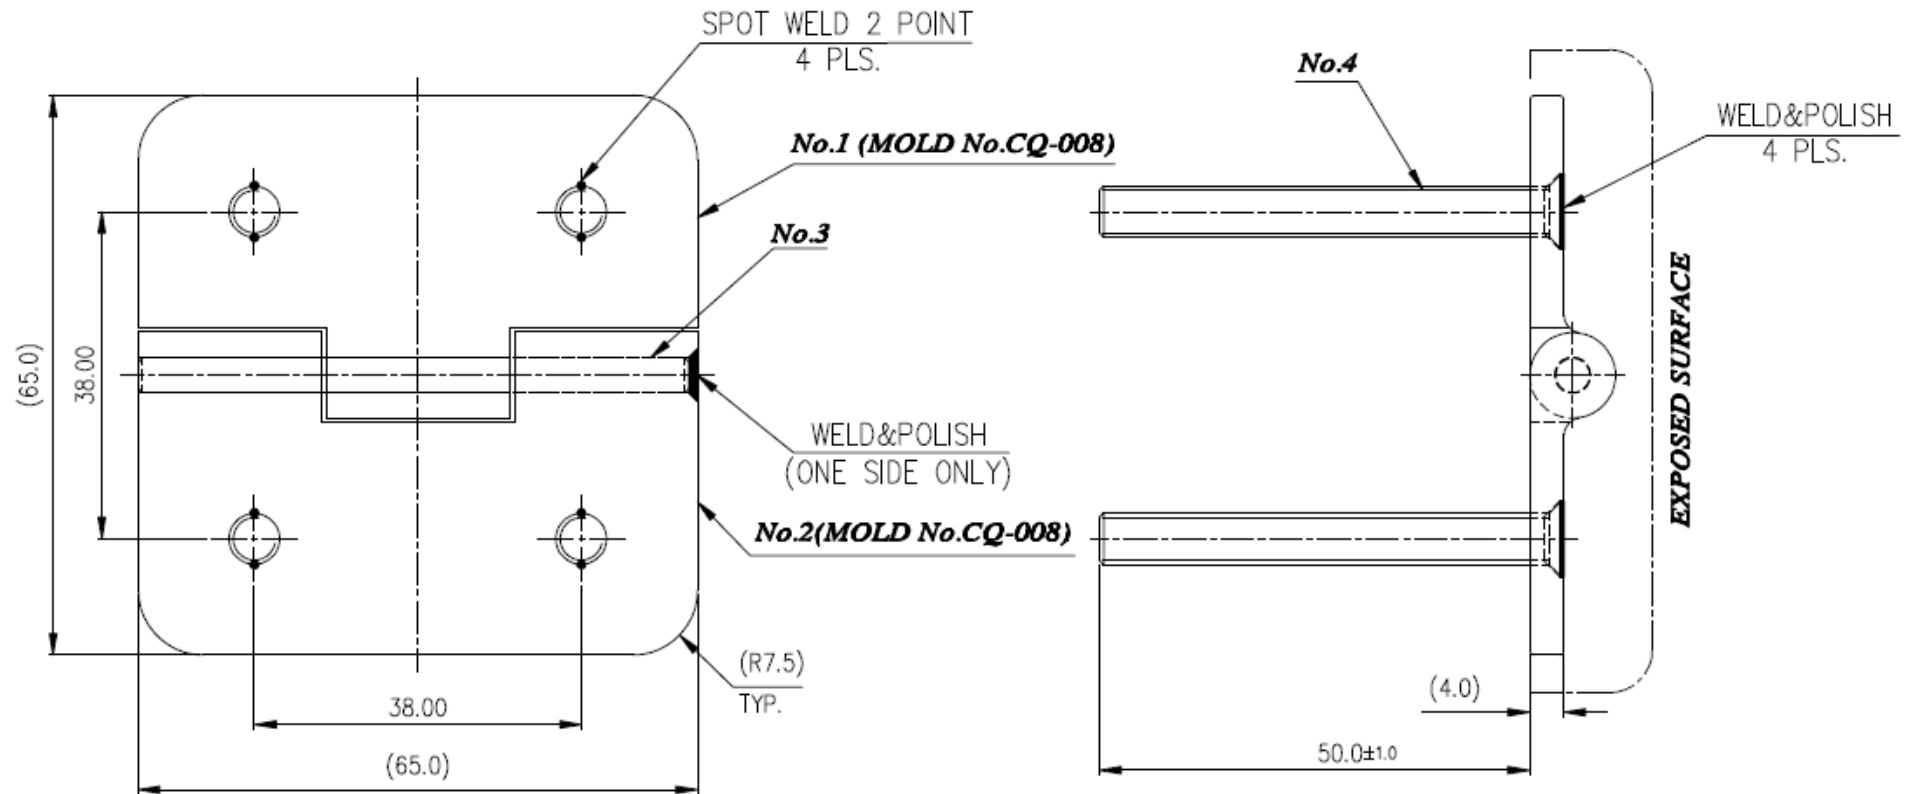 SPOT WELD 2 POINT
4 PLS.
No.1 (MOLD No.CQ-008)
No.3
(65.0)
38.00
WELD&POLISH
(ONE SIDE ONLY)
No.2(MOLD No.CQ-008)
(R7.5)
TYP.
38.00
(65.0)
No.4
WELD&POLISH
4 PLS.
EXPOSED SURFACE
(4.0)
50.0±1.0